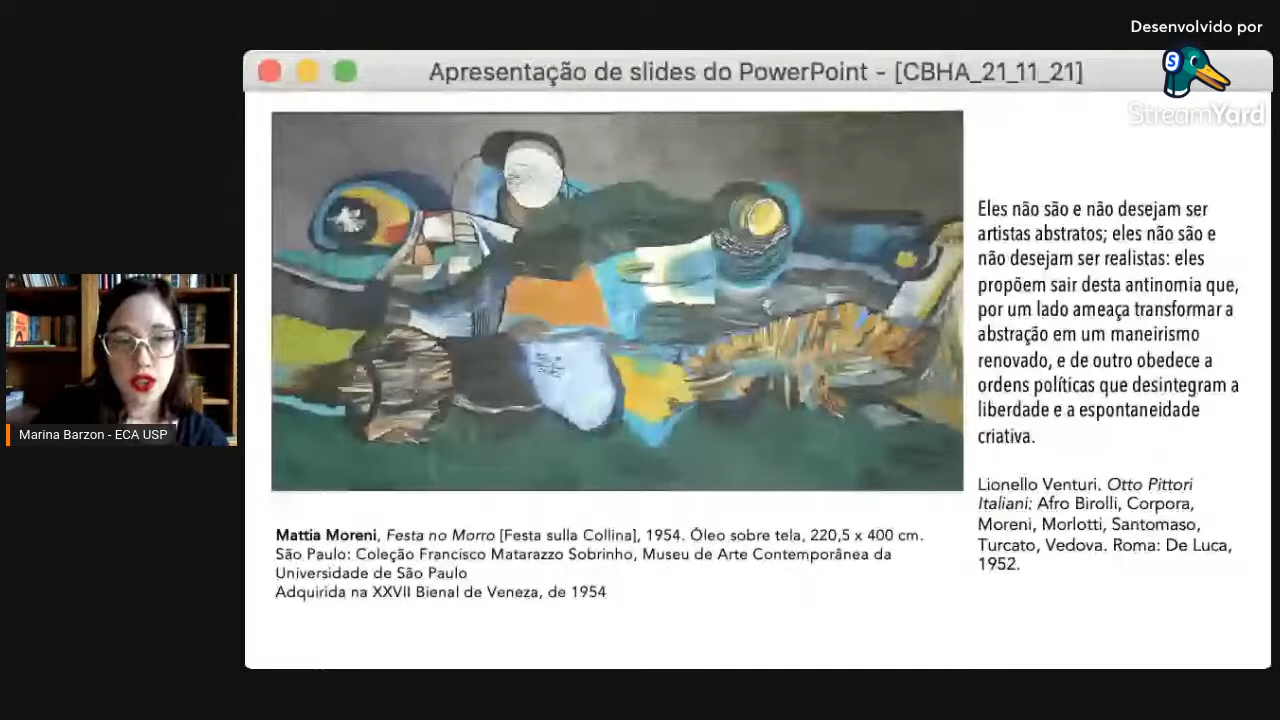 Desenvolvido por
StreamYard
Apresentação de slides do PowerPoint - [CBHA_21_11_21]
Eles não são e não desejam ser
artistas abstratos; eles não são e
não desejam ser realistas: eles
propõem sair desta antinomia que,
por um lado ameaça transformar a
abstração em um maneirismo
renovado, e de outro obedece a
ordens políticas que desintegram a
liberdade e a espontaneidade
criativa.
Lionello Venturi. Otto Pittori
Italiani: Afro Birolli, Corpora,
Moreni, Morlotti, Santomaso,
Turcato, Vedova. Roma: De Luca,
1952.
Marina Barzon - ECA USP
Mattia Moreni, Festa no Morro [Festa sulla Collina], 1954. Óleo sobre tela, 220,5 x 400 cm.
São Paulo: Coleção Francisco Matarazzo Sobrinho, Museu de Arte Contemporânea da
Universidade de São Paulo
Adquirida na XXVII Bienal de Veneza, de 1954